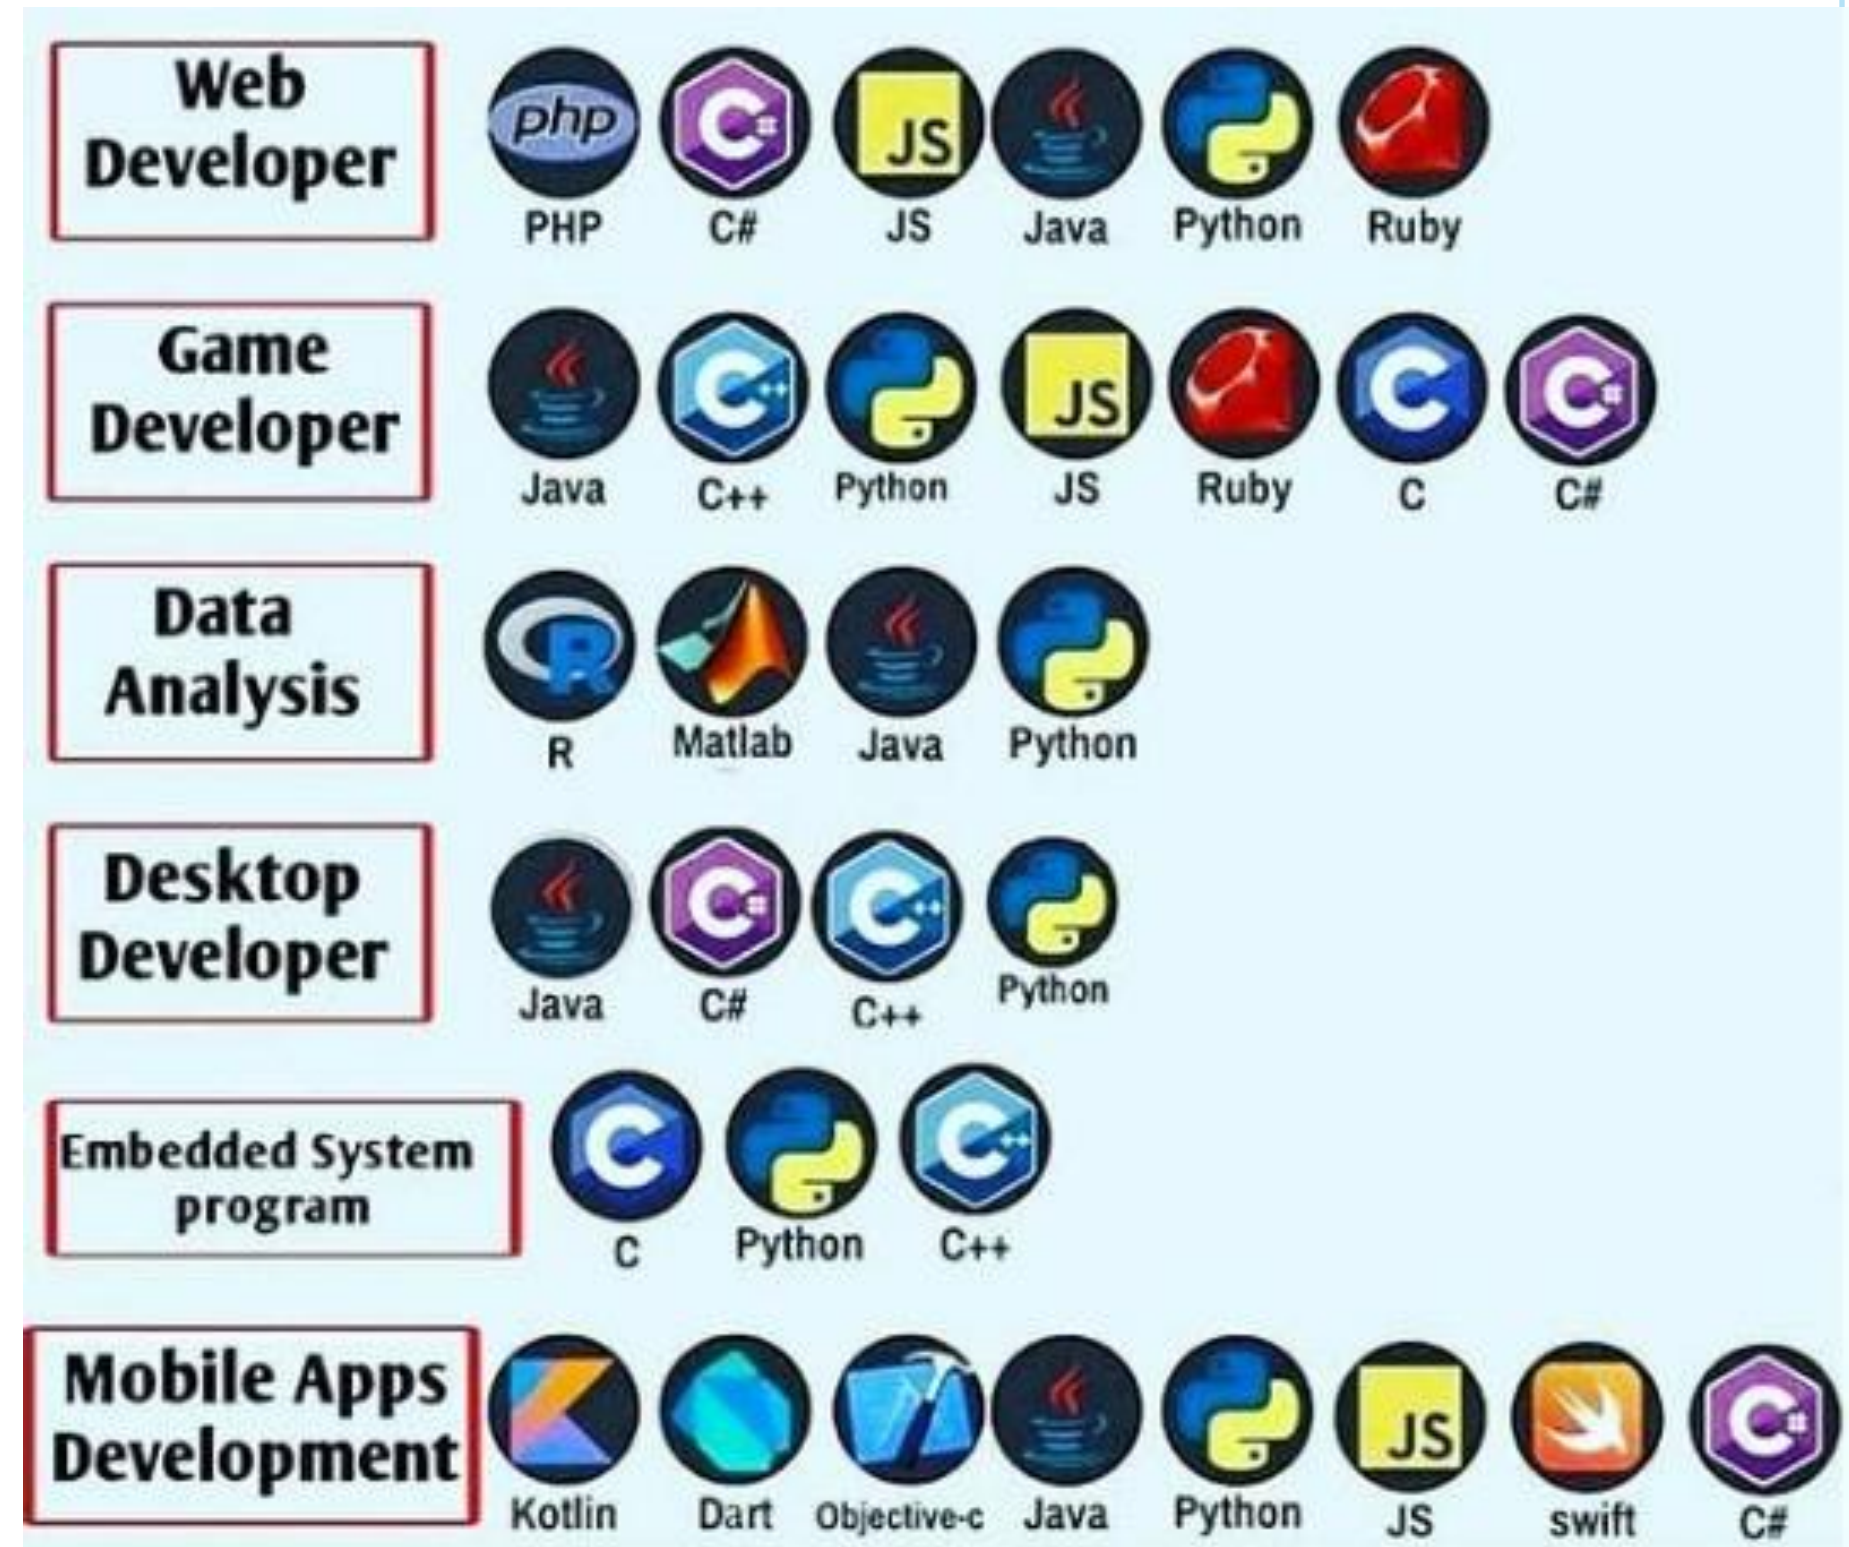 Web
Developer
php
JS
PHP
C#
JS
Java
Python
Ruby
Game
Developer
C
++
JS
C
C
#
Java
C++
Python
JS
Ruby
C
C#
Data
Analysis
R
R
Matlab
Java
Python
Desktop
Developer
C
#
C
++
Java
C#
C++
Python
Embedded System
program
C
C
++
C
Python
C++
Mobile Apps
Development
JS
C
#
Kotlin
Dart
Objective-c
Java
Python
JS
swift
C#